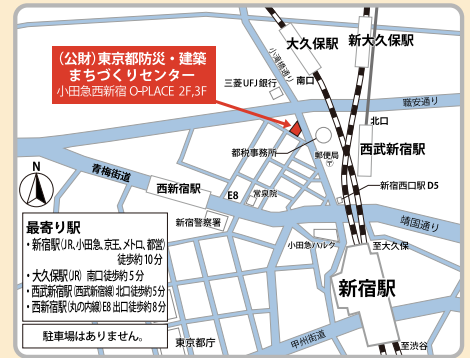 (公財)東京都防災・建築
まちづくりセンター
小田急西新宿 O-PLACE 2F,3F
小滝橋通り
大久保駅
新大久保駅
三菱UFJ銀行
南口
職安通り
北口
都税事務所
郵便局
西武新宿駅
N
青梅街道
西新宿駅
E8
常泉院
新宿西口駅 D5
新宿警察署
靖国通り
小田急ハルク
至大久保
最寄り駅
・新宿駅(JR、小田急、京王、メトロ、都営)
徒歩約10分
・大久保駅(JR) 南口徒歩約5分
・西武新宿駅(西武新宿線)北口徒歩約5分
・西新宿駅(丸の内線)E8出口徒歩約8分
新宿駅
駐車場はありません。
東京都庁
甲州街道
至渋谷